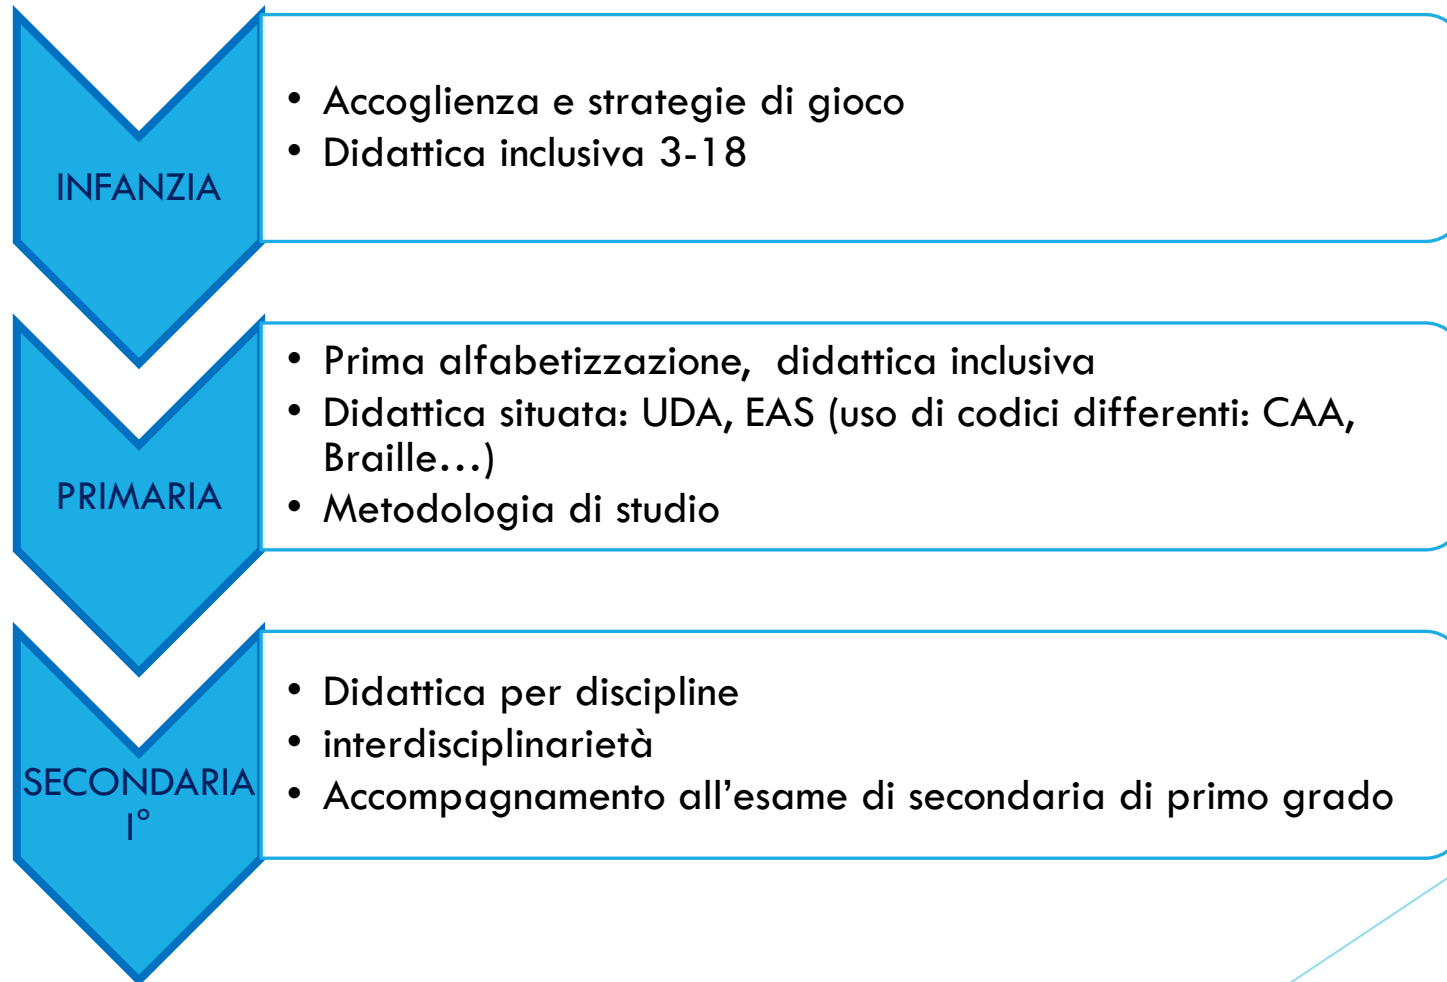 INFANZIA
• Accoglienza e strategie di gioco
• Didattica inclusiva 3-18
PRIMARIA
• Prima alfabetizzazione, didattica inclusiva
• Didattica situata: UDA, EAS (uso di codici differenti: CAA,
Braille...)
• Metodologia di studio
SECONDARIA
I°
• Didattica per discipline
• interdisciplinarietà
• Accompagnamento all'esame di secondaria di primo grado